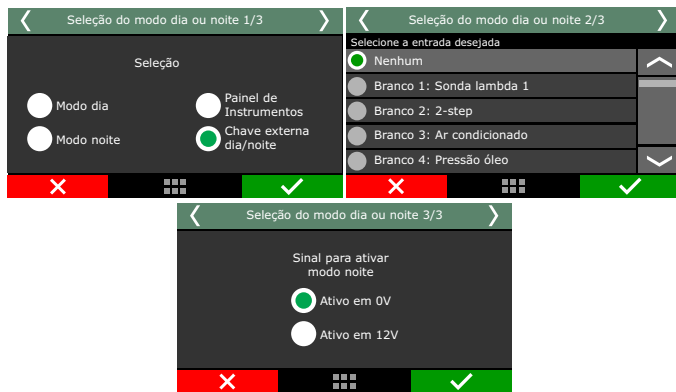 Seleção do modo dia ou noite 1/3
Seleção
Modo dia
Painel de
Instrumentos
Modo noite
Chave externa
dia/noite
Seleção do modo dia ou noite 2/3
Selecione a entrada desejada
Nenhum
Branco 1: Sonda lambda 1
Branco 2: 2-step
Branco 3: Ar condicionado
Branco 4: Pressão óleo
Seleção do modo dia ou noite 3/3
Sinal para ativar
modo noite
Ativo em 0V
Ativo em 12V